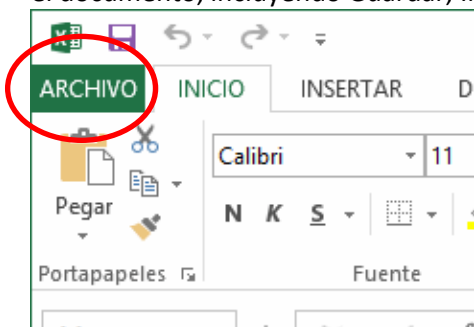 el documento, incluyendo Guardar,
ARCHIVO INICIO INSERTAR D
Calibri 11
Pegar N K S
Portapapeles Fuente